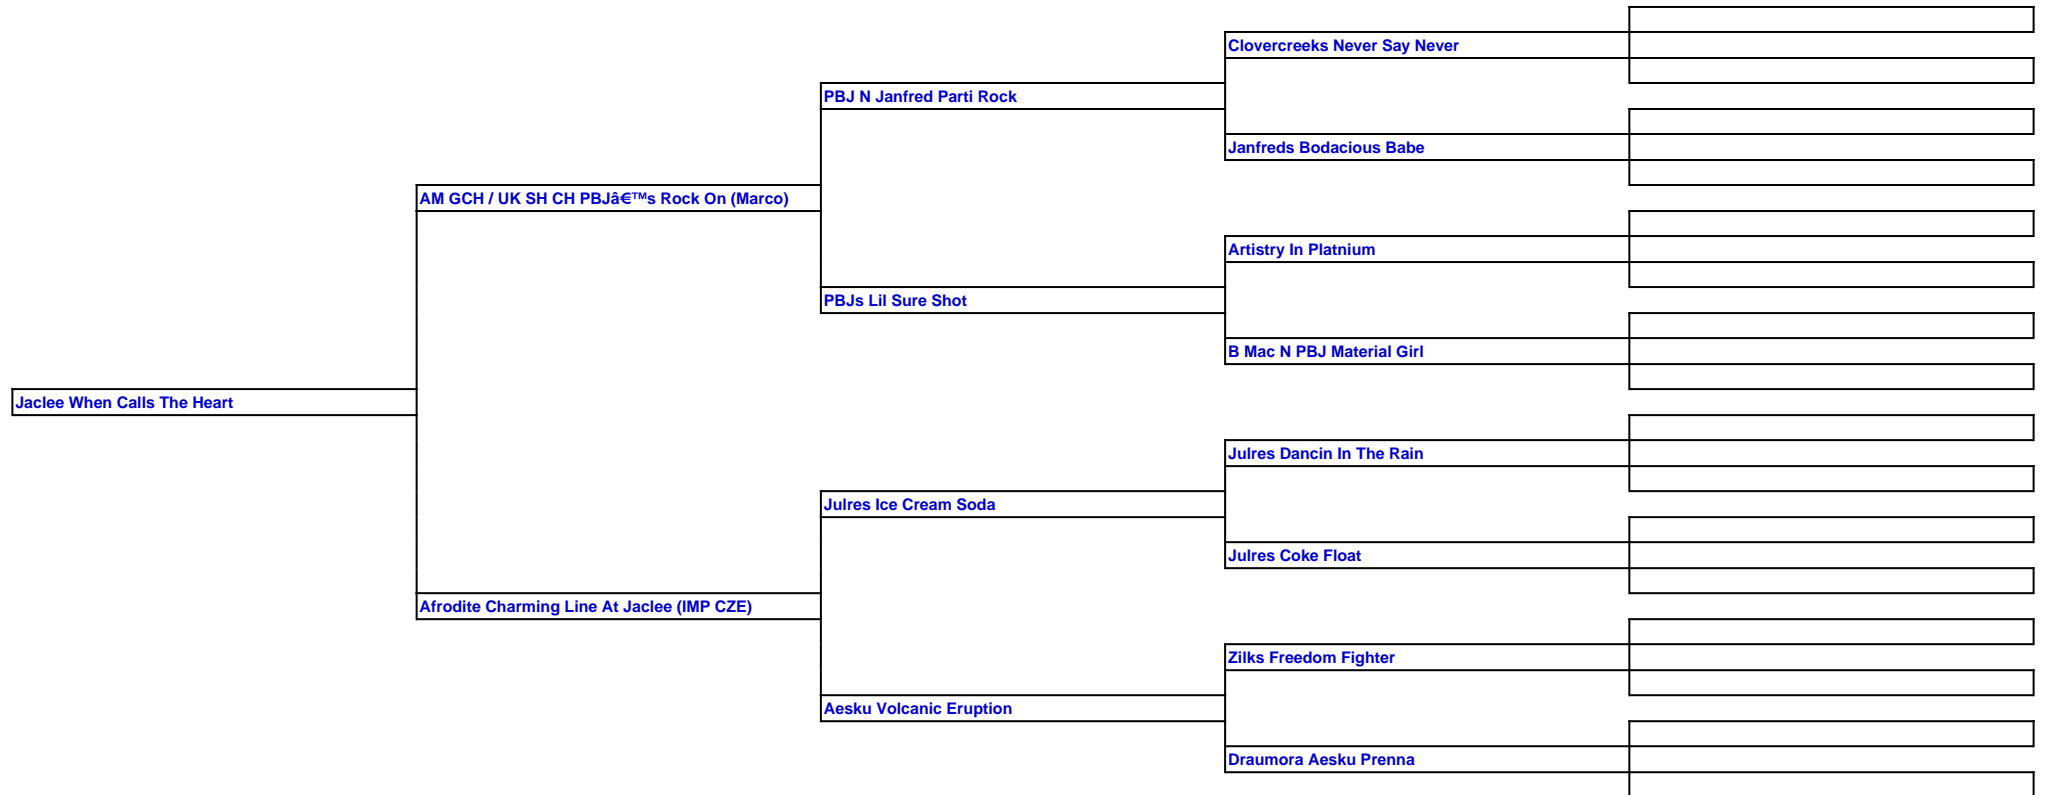 Clovercreeks Never Say Never
PBJ N Janfred Parti Rock
Janfreds Bodacious Babe
AM GCH / UK SH CH PBJâ€™s Rock On (Marco)
Artistry In Platnium
PBJs Lil Sure Shot
B Mac N PBJ Material Girl
Jaclee When Calls The Heart
Julres Dancin In The Rain
Julres Ice Cream Soda
Julres Coke Float
Afrodite Charming Line At Jaclee (IMP CZE)
Zilks Freedom Fighter
Aesku Volcanic Eruption
Draumora Aesku Prenna